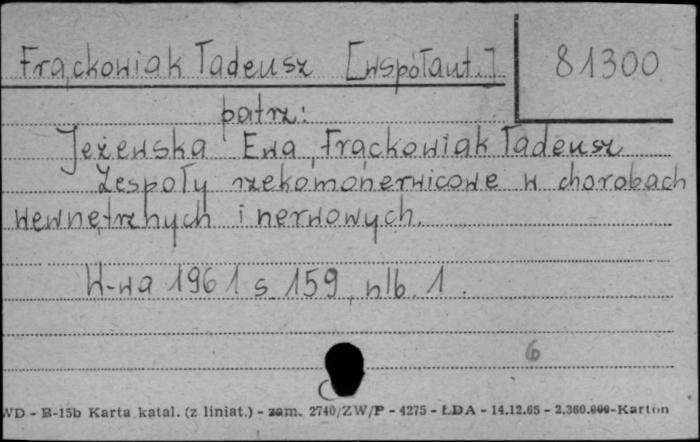 Frąckowiak Tadeusz [współaut.] 81300
patrz:
Jeżewska Ewa, Frąckowiak Tadeusz
Zespoły rzekomonerwicowe w chorobach
wewnętrznych i nerwowych.
W-wa 1961 s. 159, nlb. 1.
6
WD - B-15b Karta katal. (z liniat.) - zam. 2740/ZW/P - 4275 - ŁDA - 14.12.65 - 2.360.000-Karton